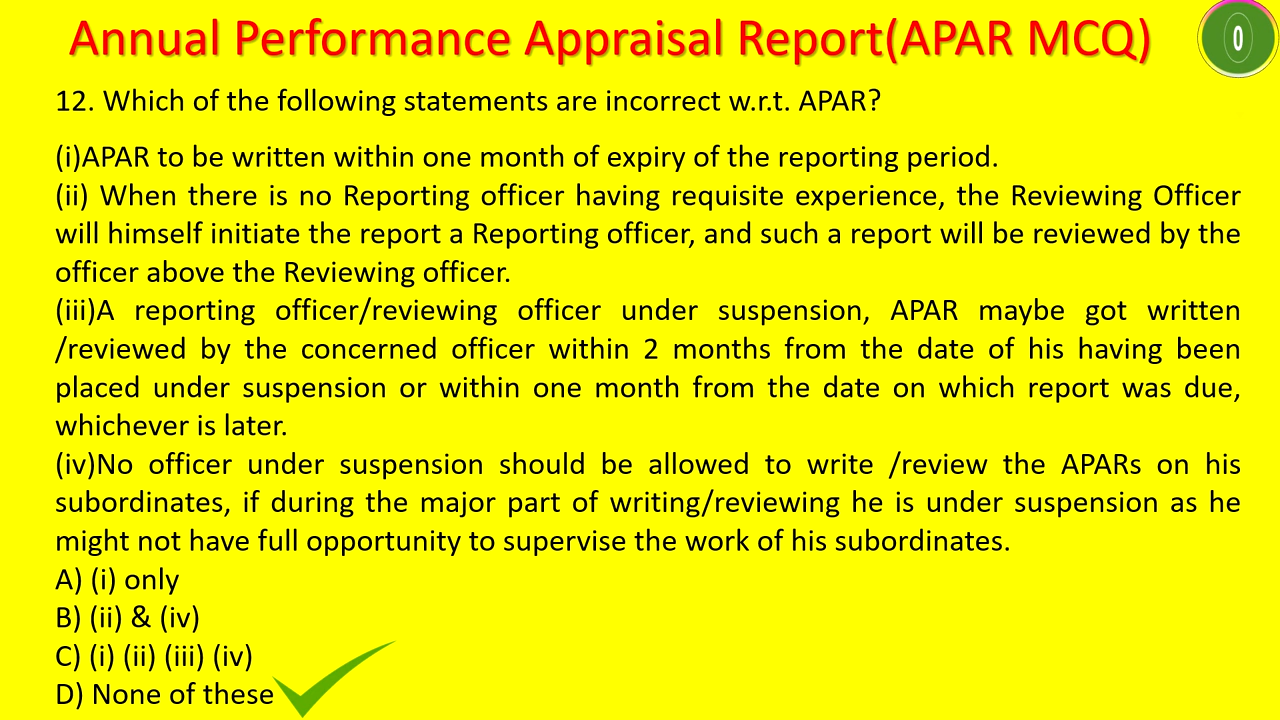 Annual Performance Appraisal Report(APAR MCQ)
0
12. Which of the following statements are incorrect w.r.t. APAR?
(i)APAR to be written within one month of expiry of the reporting period.
(ii) When there is no Reporting officer having requisite experience, the Reviewing Officer
will himself initiate the report a Reporting officer, and such a report will be reviewed by the
officer above the Reviewing officer.
(iii)A reporting officer/reviewing officer under suspension, APAR maybe got written
/reviewed by the concerned officer within 2 months from the date of his having been
placed under suspension or within one month from the date on which report was due,
whichever is later.
(iv)No officer under suspension should be allowed to write /review the APARs on his
subordinates, if during the major part of writing/reviewing he is under suspension as he
might not have full opportunity to supervise the work of his subordinates.
A) (i) only
B) (ii) & (iv)
C) (i) (ii) (iii) (iv)
D) None of these